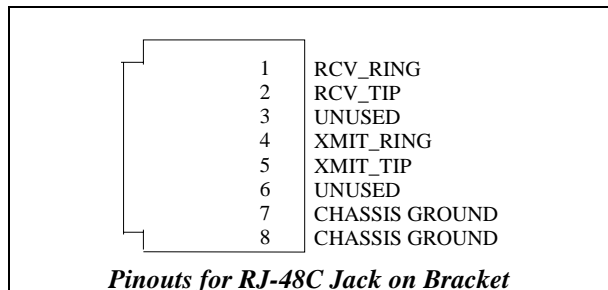 1 RCV_RING
2 RCV_TIP
3 UNUSED
4 XMIT_RING
5 XMIT_TIP
6 UNUSED
7 CHASSIS GROUND
8 CHASSIS GROUND
Pinouts for RJ-48C Jack on Bracket